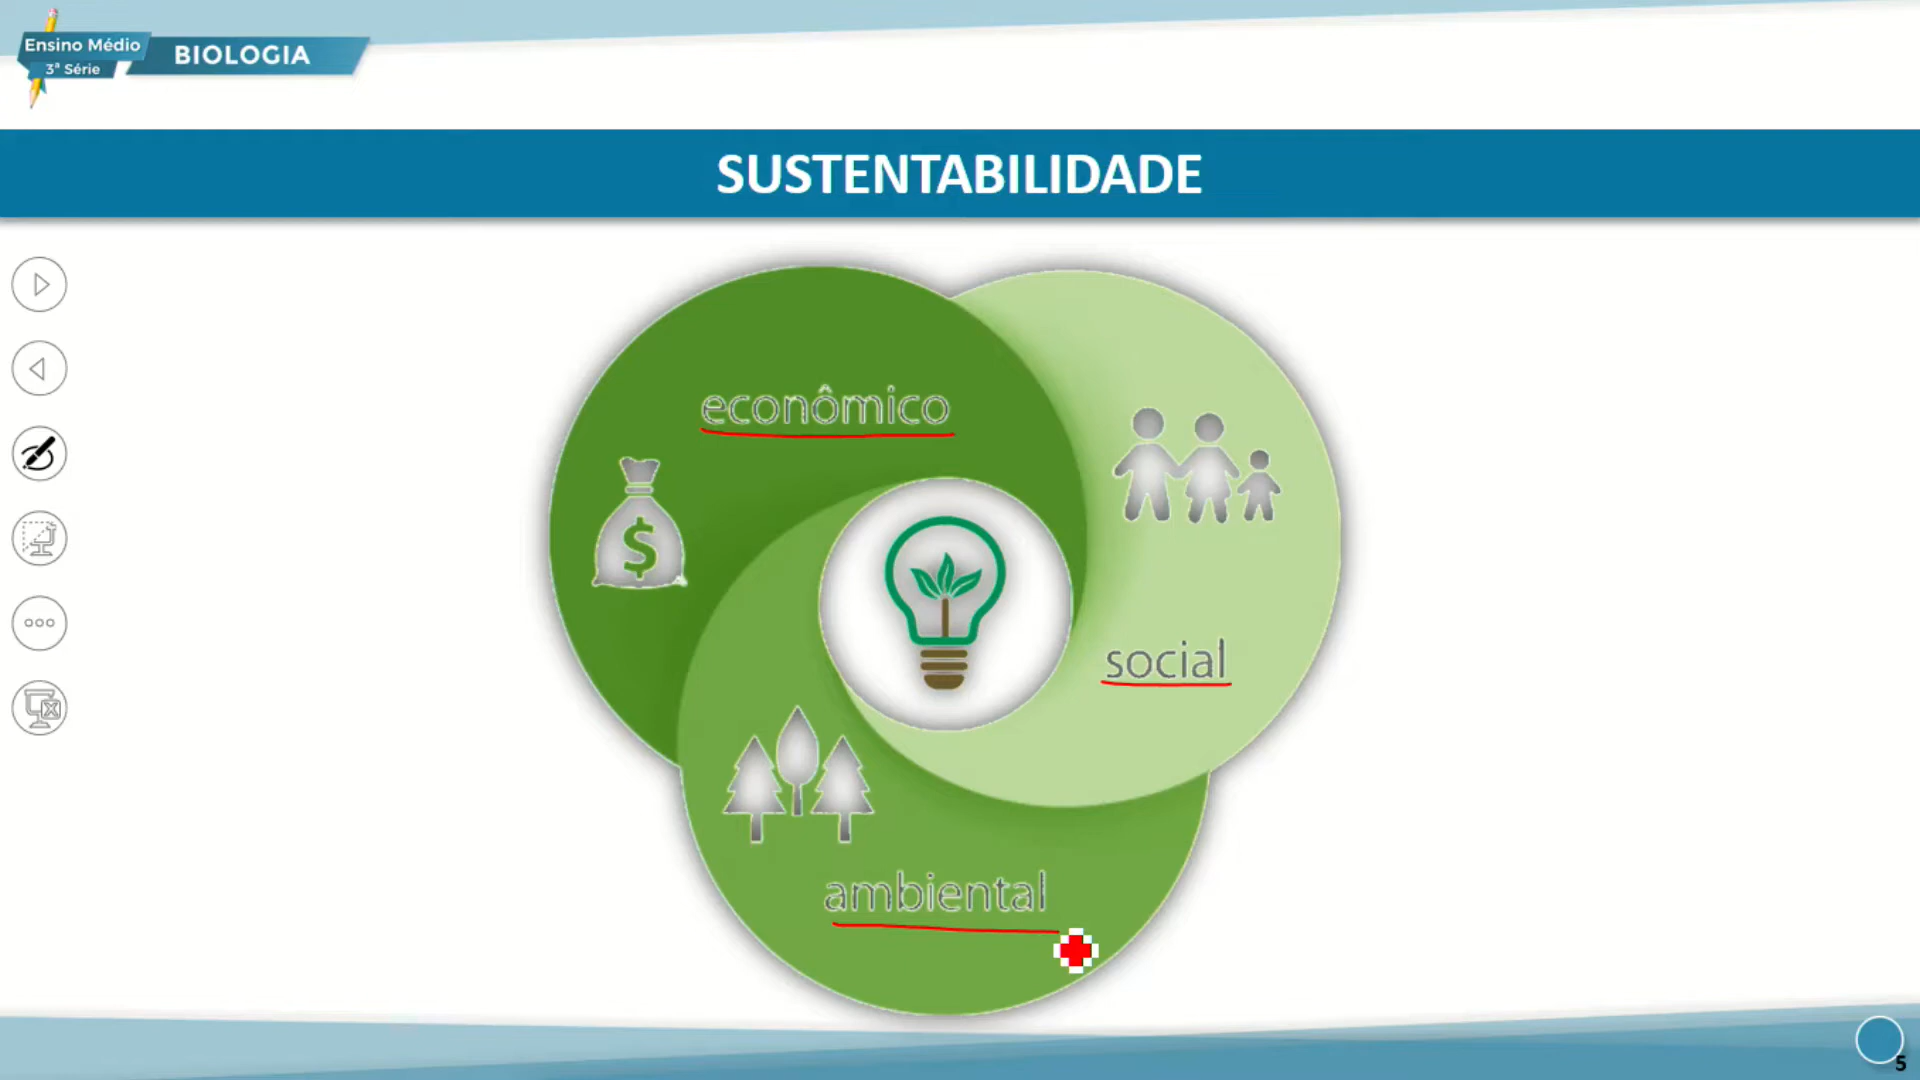 Ensino Médio
3ª Série
BIOLOGIA
SUSTENTABILIDADE
econômico
$
social
ambiental
5